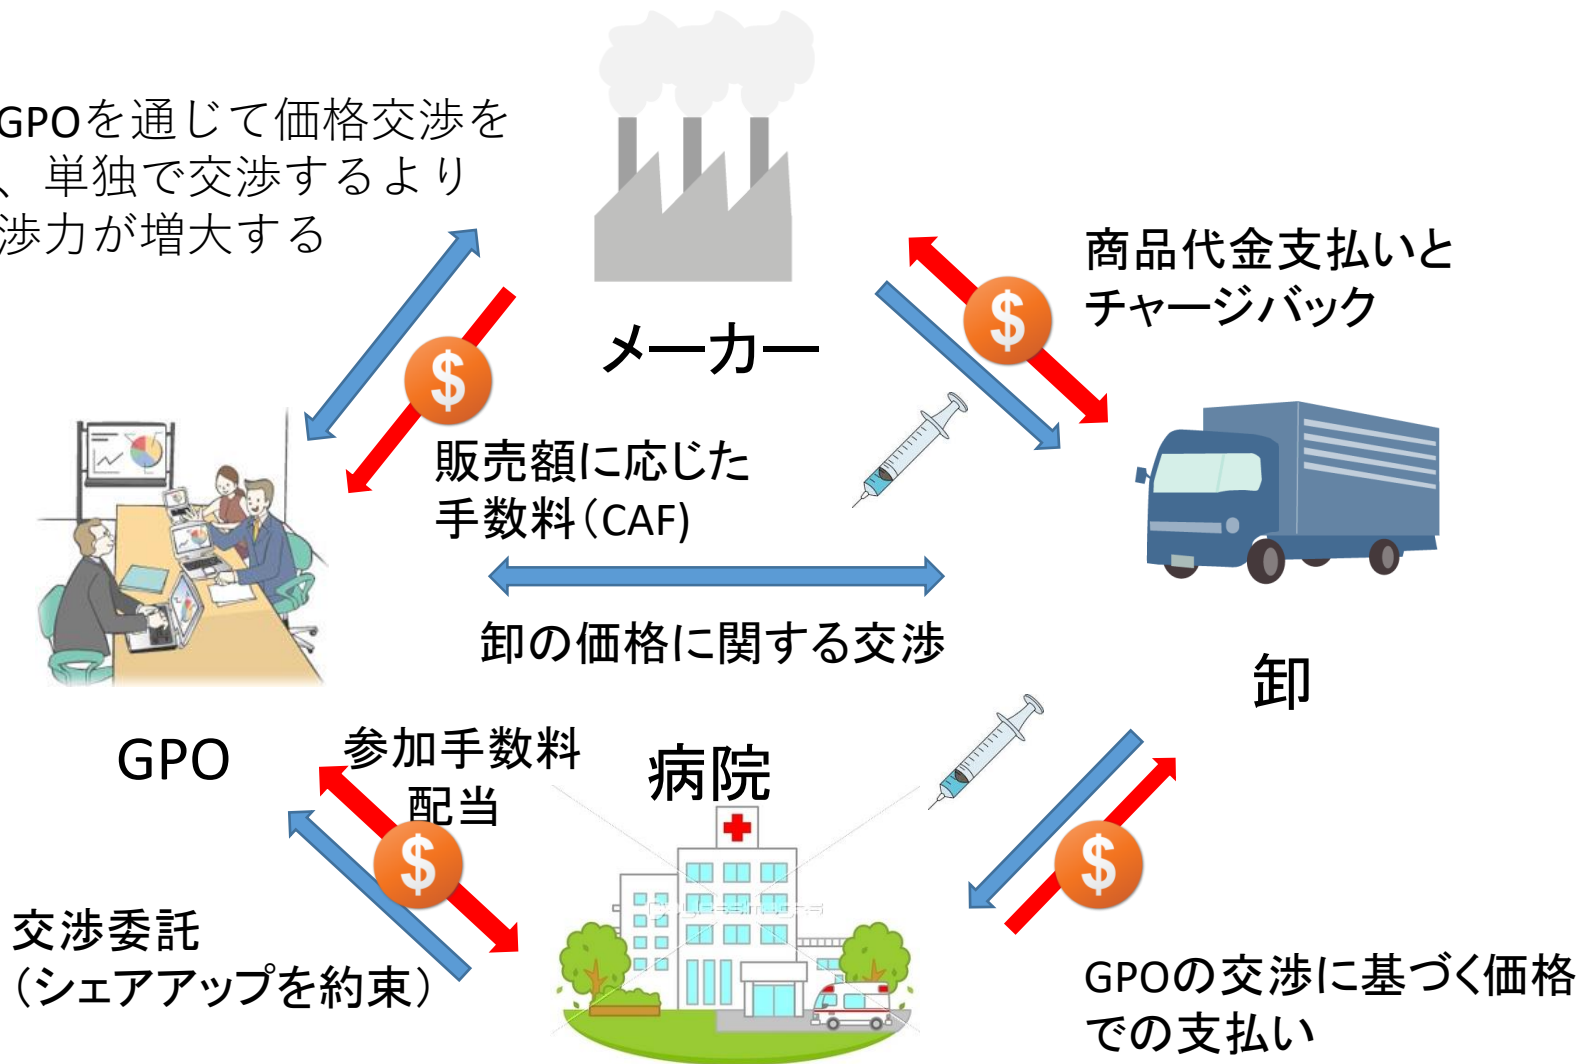 GPOを通じて価格交渉を
、単独で交渉するより
渉力が増大する
商品代金支払いと
チャージバック
メーカー
$
$
販売額に応じた
手数料（CAF)
卸の価格に関する交渉
卸
GPO
参加手数料
配当
病院
$
$
交渉委託
（シェアアップを約束）
GPOの交渉に基づく価格
での支払い